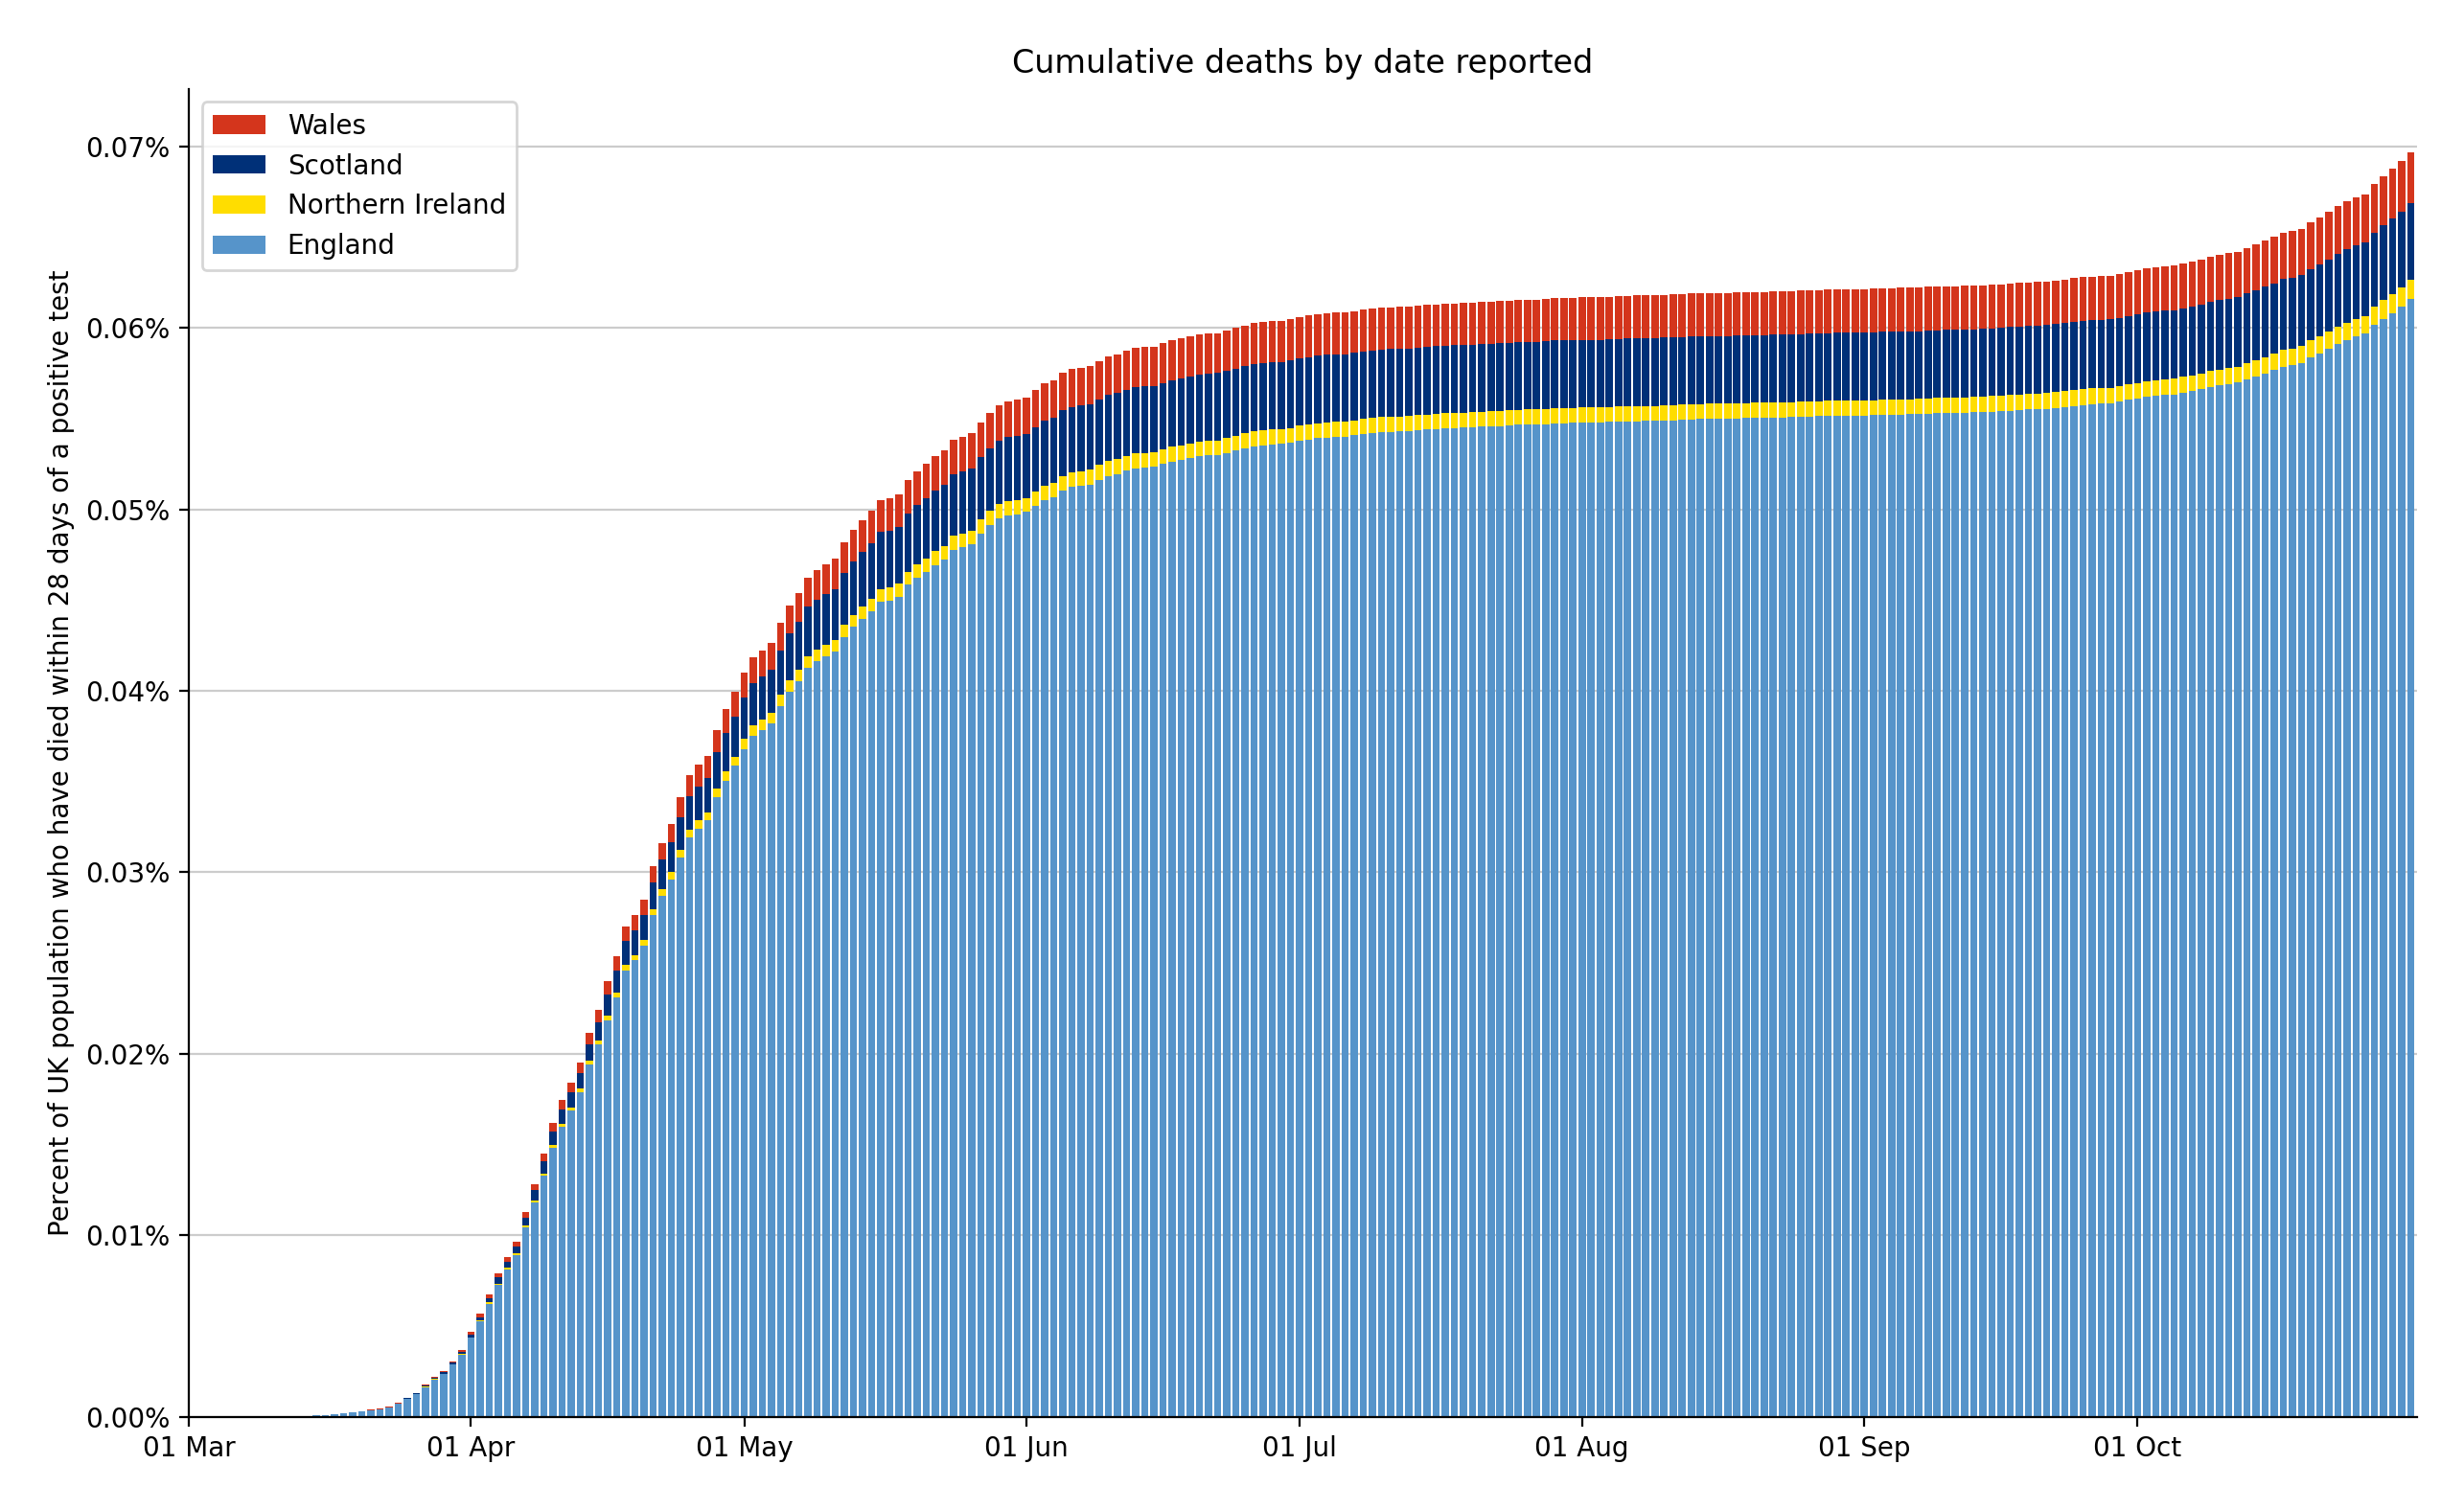 Cumulative deaths by date reported
Wales
Scotland
Northern Ireland
England
Percent of UK population who have died within 28 days of a positive test
0.07%
0.06%
0.05%
0.04%
0.03%
0.02%
0.01%
0.00%
01 Mar
01 Apr
01 May
01 Jun
01 Jul
01 Aug
01 Sep
01 Oct